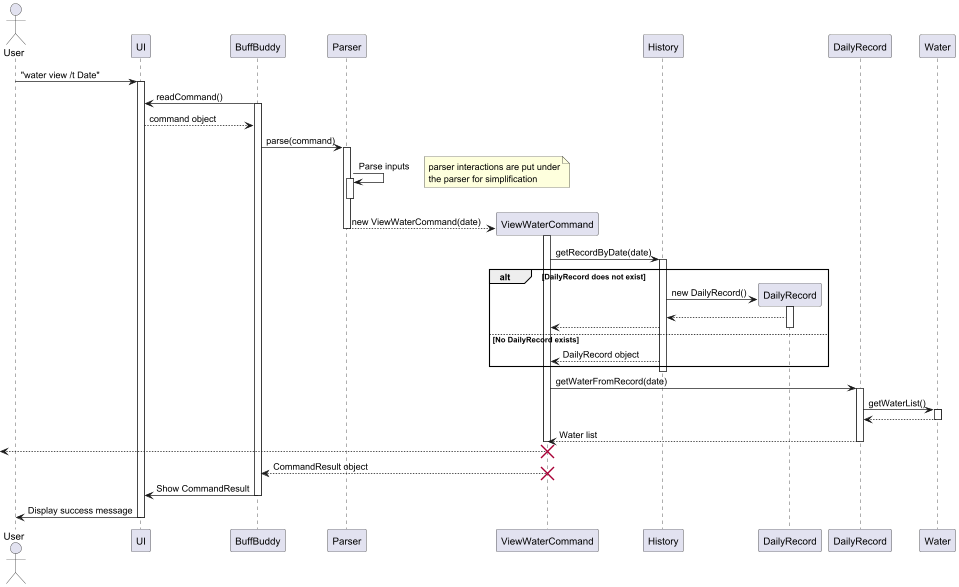 User
UI
BuffBuddy
Parser
History
DailyRecord
Water
"water view /t Date"
readCommand()
command object
parse(command)
Parse inputs
parser interactions are put under
the parser for simplification
new ViewWaterCommand(date)
ViewWaterCommand
getRecordByDate(date)
alt
[DailyRecord does not exist]
new DailyRecord()
DailyRecord
[No DailyRecord exists]
DailyRecord object
getWaterFromRecord(date)
getWaterList()
Water list
CommandResult object
Show CommandResult
Display success message
User
UI
BuffBuddy
Parser
ViewWaterCommand
History
DailyRecord
DailyRecord
Water